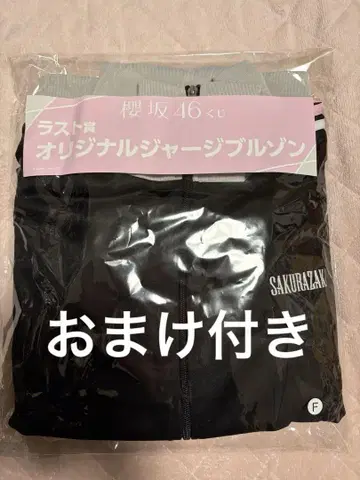 櫻坂46くじ
ラスト賞
オリジナルジャージブルゾン
SAKURAZAK
おまけ付き
F